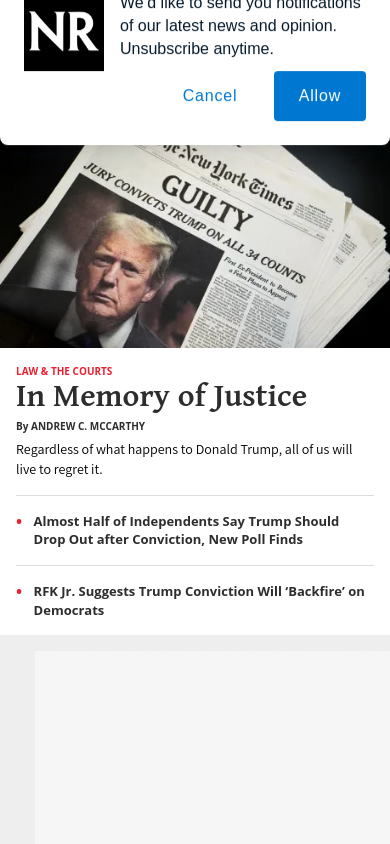 We'd like to send you notifications
NR
of our latest news and opinion.
Unsubscribe anytime.
Cancel
Allow
he New York Times
GUILTY
JURY CONVICTS TRUMP ON ALL 34 COUNTS
First Ex-President to Become
a Felon Plans to Appeal
LAW & THE COURTS
In Memory of Justice
By ANDREW C. MCCARTHY
Regardless of what happens to Donald Trump, all of us will
live to regret it.
Almost Half of Independents Say Trump Should
Drop Out after Conviction, New Poll Finds
RFK Jr. Suggests Trump Conviction Will ‘Backfire’ on
Democrats